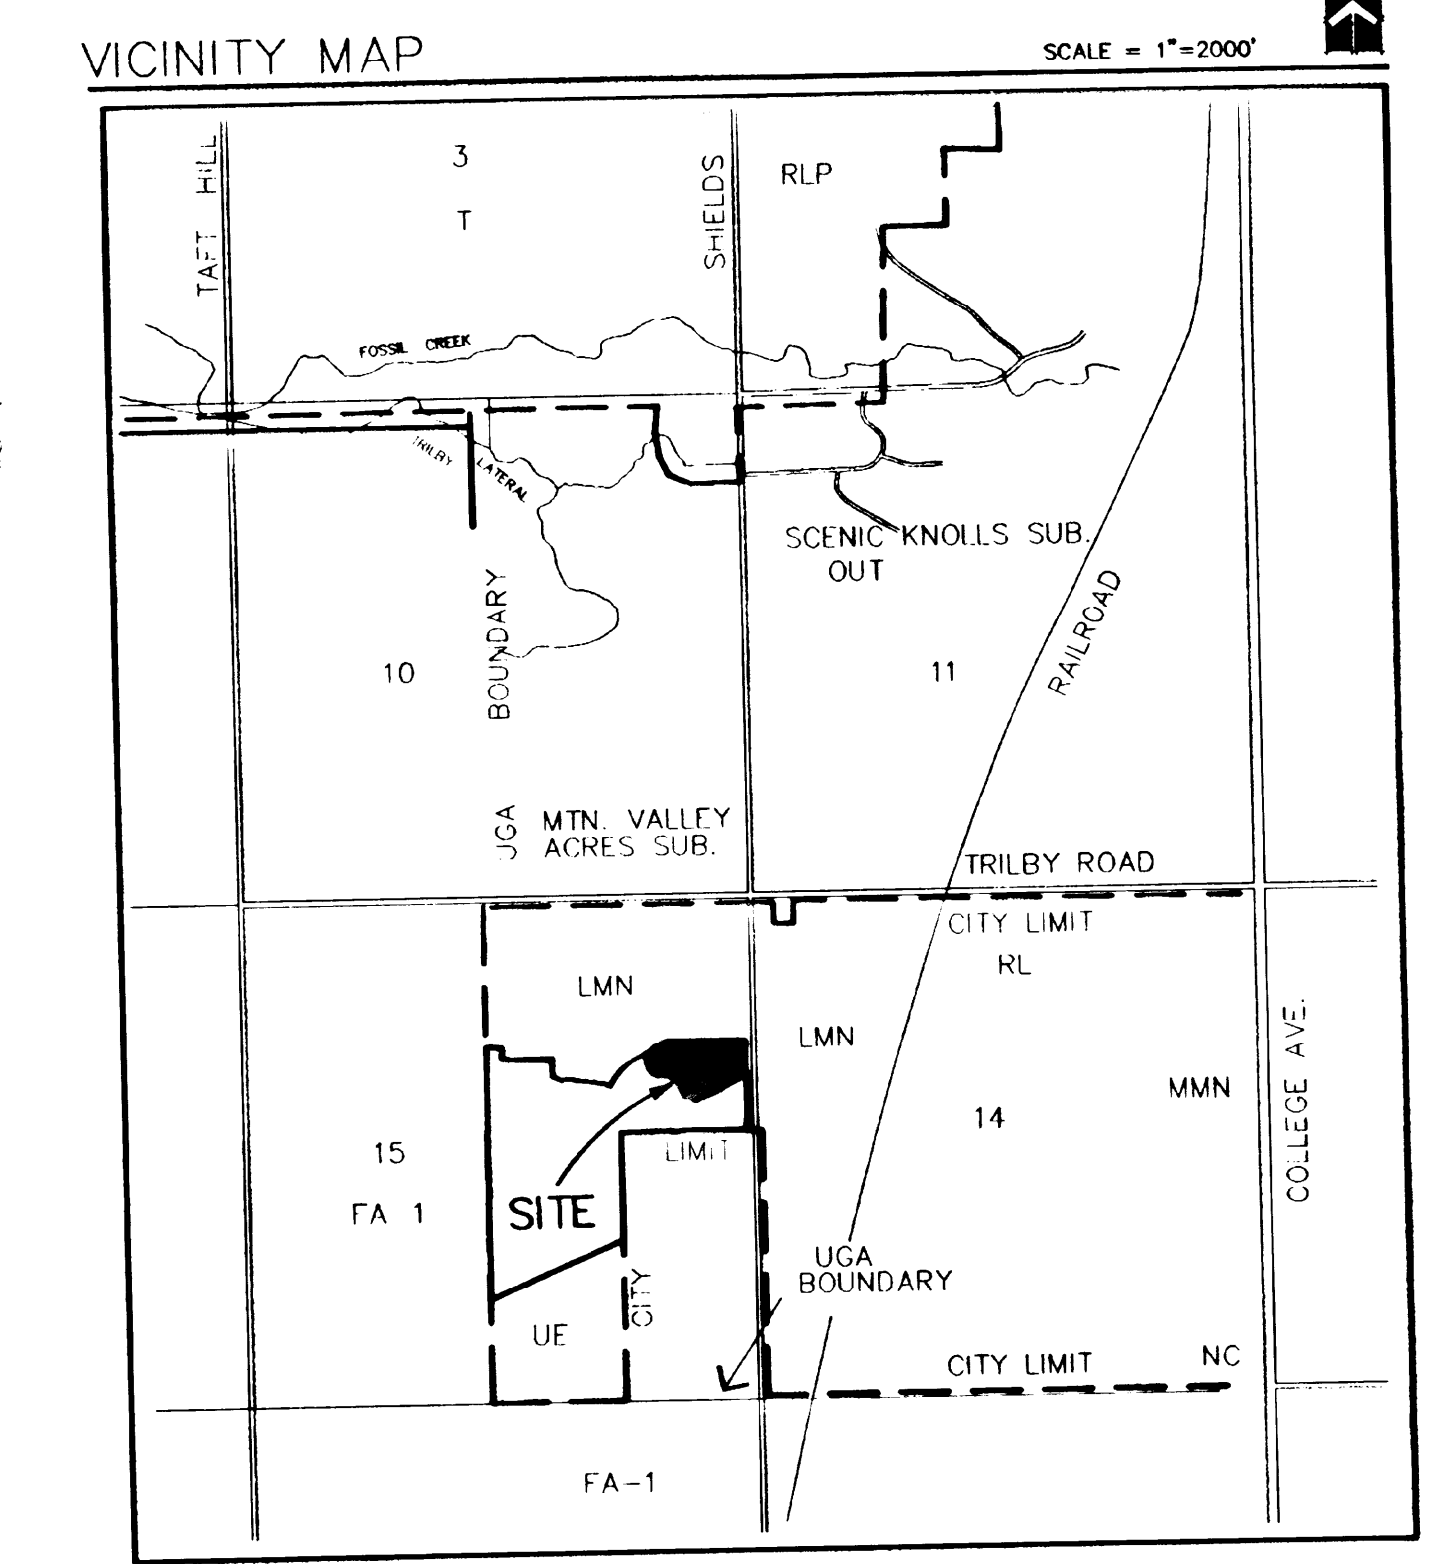 VICINITY MAP
SCALE = 1"=2000'
3
T
TAFT HILL
SHIELDS
RLP
FOSSIL CREEK
TRILBY LATERAL
SCENIC KNOLLS SUB.
OUT
RAILROAD
10
11
UGA BOUNDARY
MTN. VALLEY
ACRES SUB.
TRILBY ROAD
CITY LIMIT
RL
LMN
LMN
MMN
14
COLLEGE AVE.
15
FA 1
SITE
CITY LIMIT
UGA
BOUNDARY
UE
CITY LIMIT
NC
FA-1